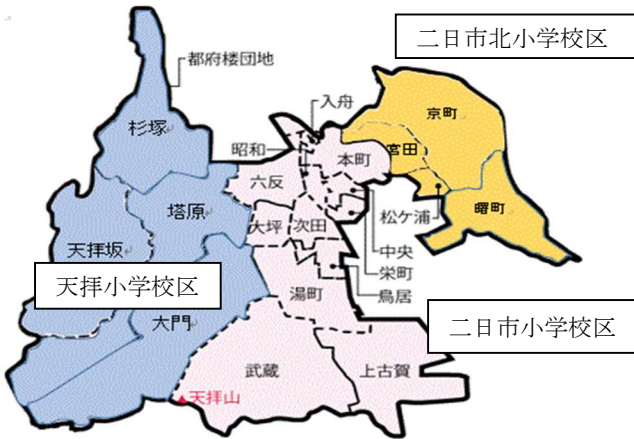 二日市北小学校区
都府楼団地
入舟
京町
杉塚
昭和
本町
宮田
六反
塔原
松ケ浦
曙町
大坪
次田
天拝坂
中央
栄町
天拝小学校区
鳥居
湯町
大門
二日市小学校区
武蔵
上古賀
▲天拝山